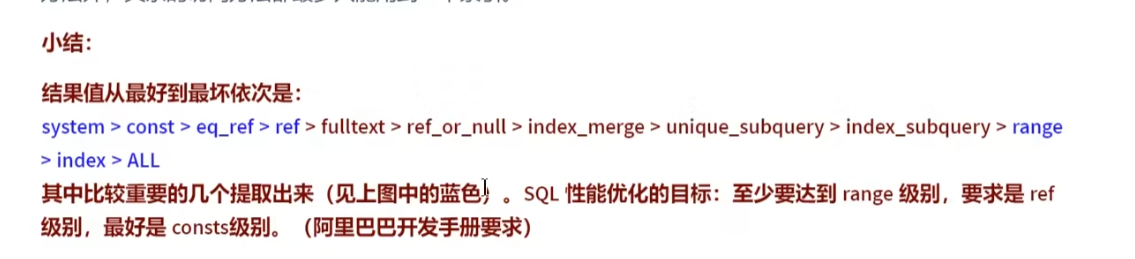 小结：
结果值从最好到最坏依次是：
system > const > eq_ref > ref > fulltext > ref_or_null > index_merge > unique_subquery > index_subquery > range
> index > ALL
其中比较重要的几个提取出来（见上图中的蓝色）。SQL 性能优化的目标：至少要达到 range 级别，要求是 ref
级别，最好是 consts级别。（阿里巴巴开发手册要求）